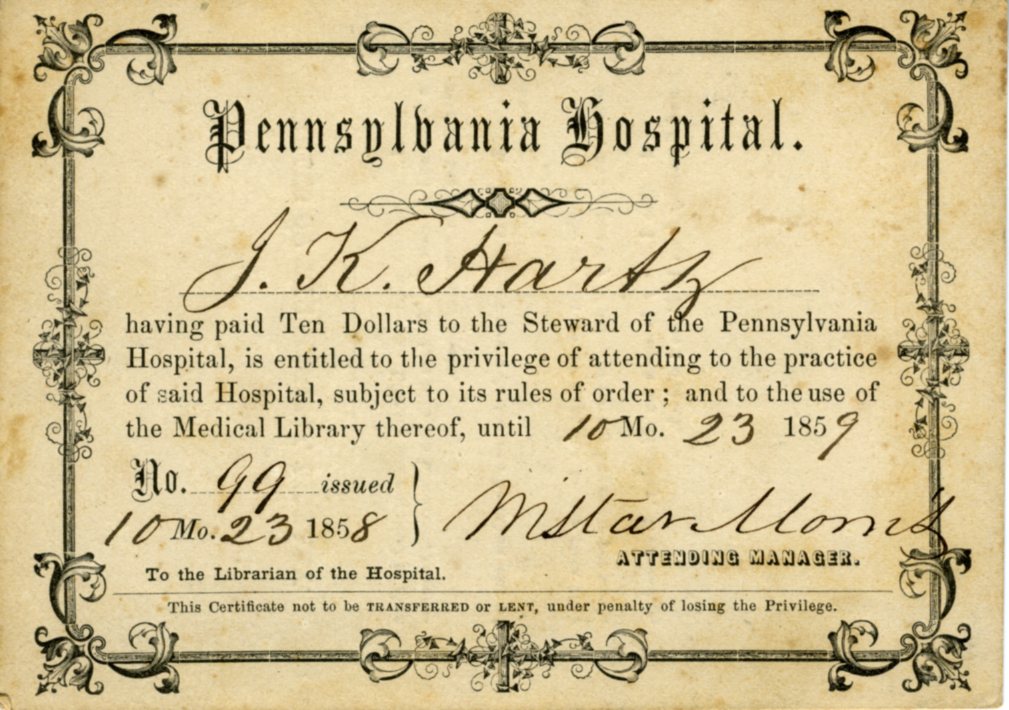 Pennsylvania Hospital.
J. K. Hartz
having paid Ten Dollars to the Steward of the Pennsylvania
Hospital, is entitled to the privilege of attending to the practice
of said Hospital, subject to its rules of order; and to the use of
the Medical Library thereof, until 10 Mo. 23 1859
No. 99 issued
10 Mo. 23 1858
Wistar Morris
ATTENDING MANAGER.
To the Librarian of the Hospital.
This Certificate not to be TRANSFERRED OR LENT, under penalty of losing the Privilege.